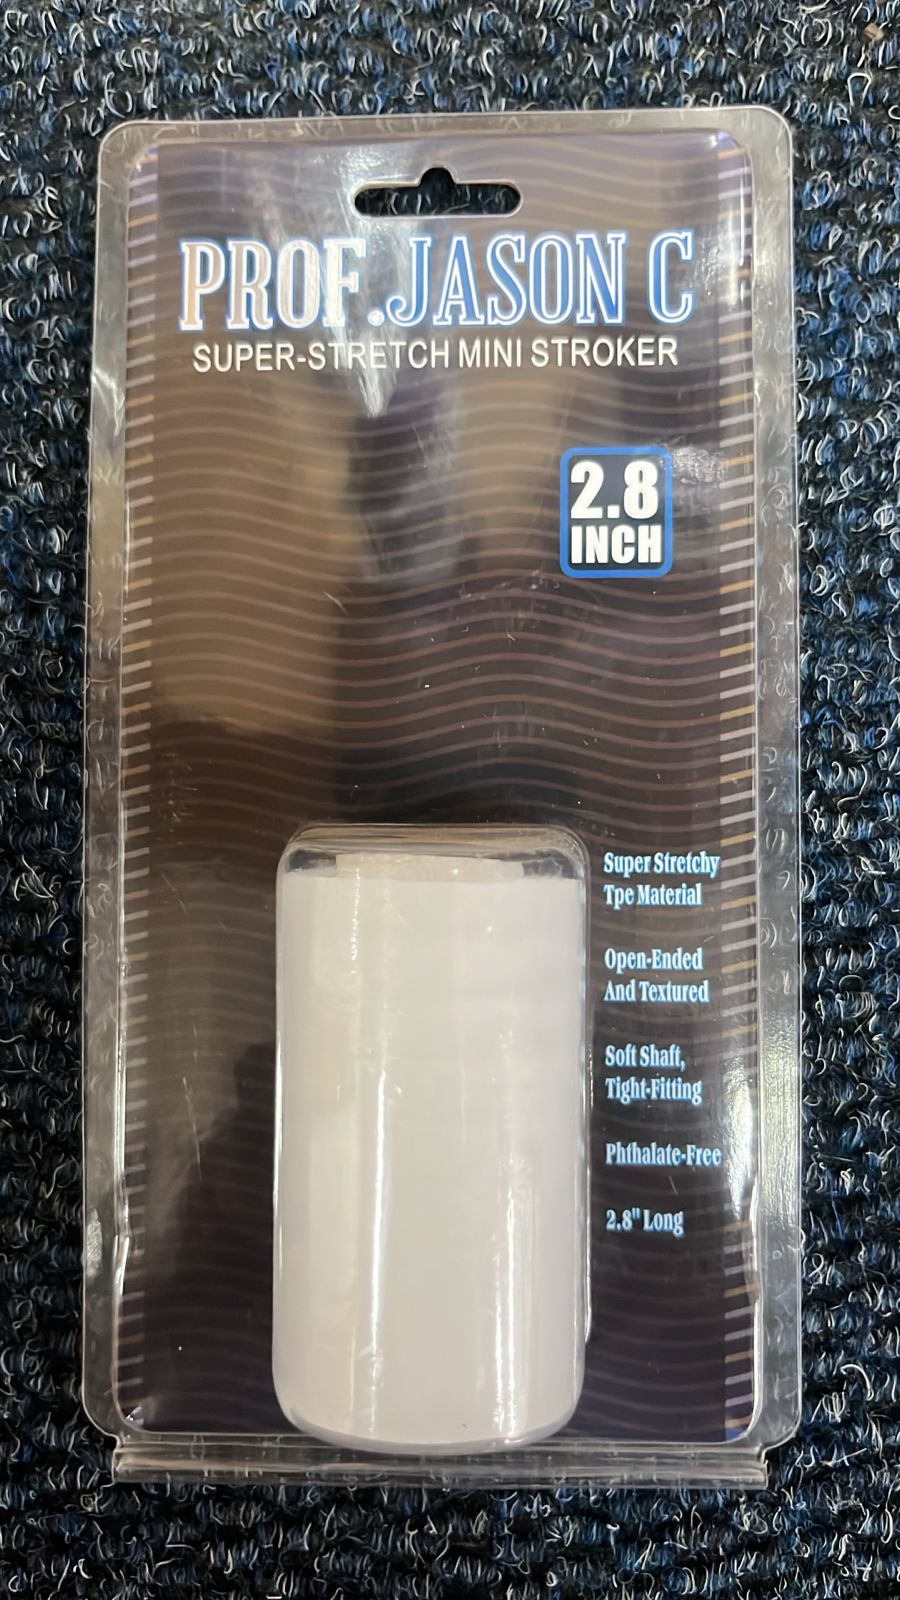 PROF.JASON C
SUPER-STRETCH MINI STROKER
2.8
INCH
Super Stretchy
Tpe Material
Open-Ended
And Textured
Soft Shaft,
Tight-Fitting
Phthalate-Free
2.8" Long